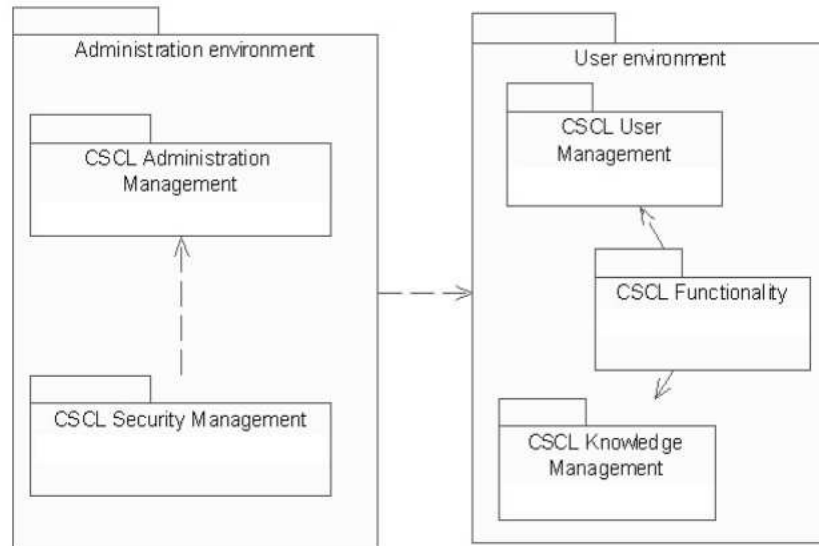 Administration environment
CSCL Administration
Management
CSCL Security Management
User environment
CSCL User
Management
CSCL Functionality
CSCL Knowledge
Management